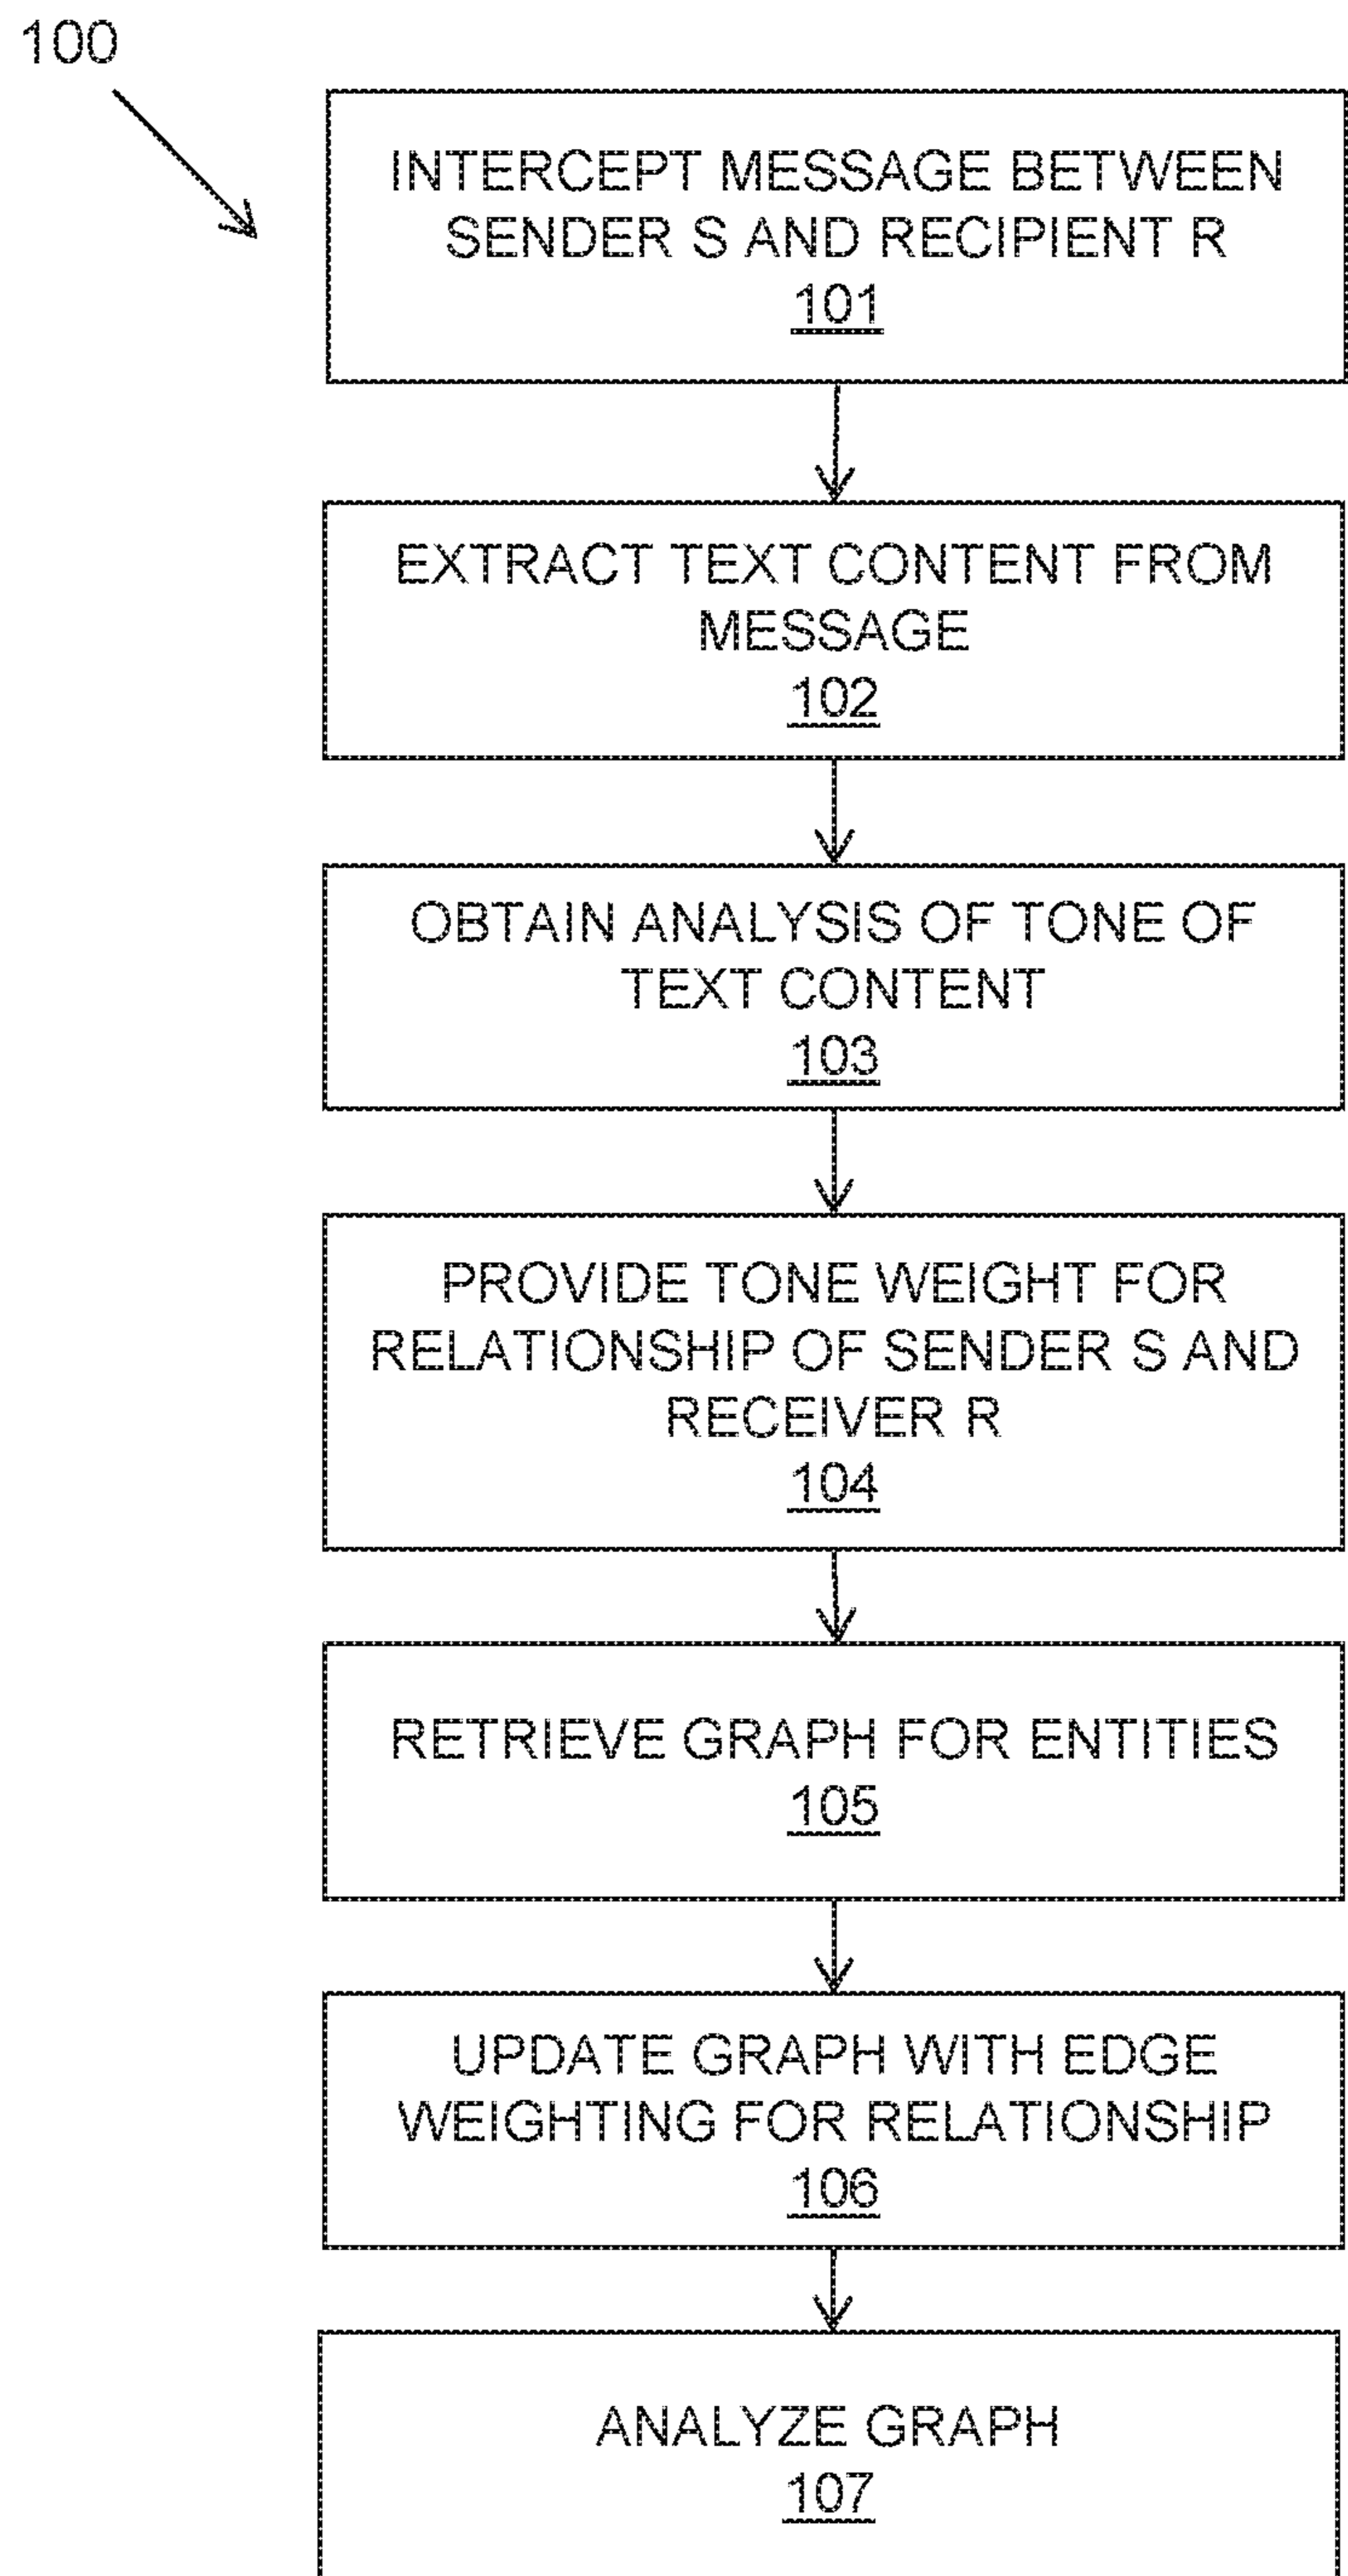 100
INTERCEPT MESSAGE BETWEEN
SENDER S AND RECIPIENT R
101
EXTRACT TEXT CONTENT FROM
MESSAGE
102
OBTAIN ANALYSIS OF TONE OF
TEXT CONTENT
103
PROVIDE TONE WEIGHT FOR
RELATIONSHIP OF SENDER S AND
RECEIVER R
104
RETRIEVE GRAPH FOR ENTITIES
105
UPDATE GRAPH WITH EDGE
WEIGHTING FOR RELATIONSHIP
106
ANALYZE GRAPH
107